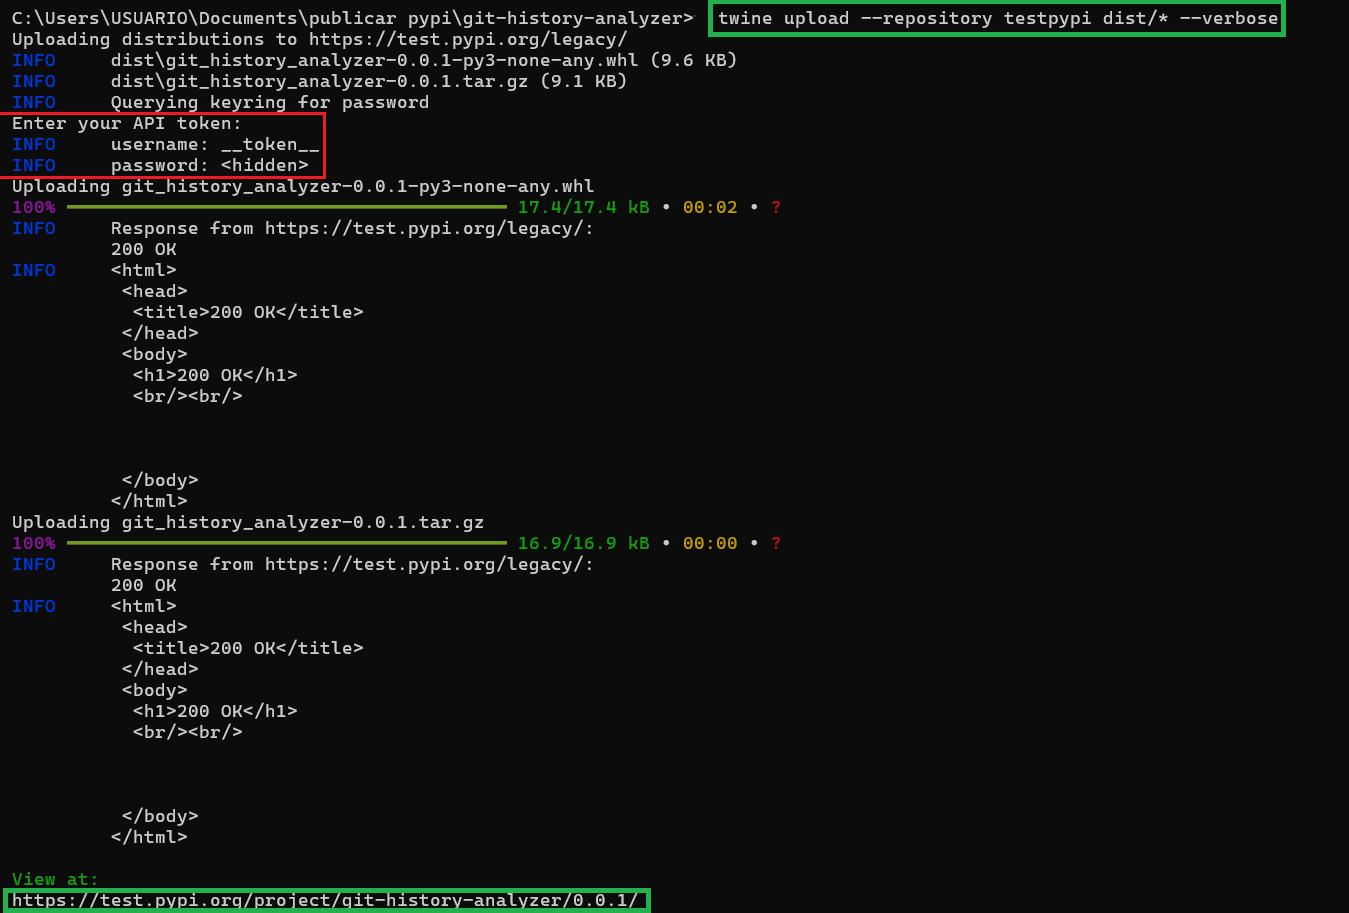 C:\Users\USUARIO\Documents\publicar pypi\git-history-analyzer> twine upload --repository testpypi dist/* --verbose
Uploading distributions to https://test.pypi.org/legacy/
INFO     dist\git_history_analyzer-0.0.1-py3-none-any.whl (9.6 KB)
INFO     dist\git_history_analyzer-0.0.1.tar.gz (9.1 KB)
INFO     Querying keyring for password
Enter your API token:
INFO     username: __token__
INFO     password: <hidden>
Uploading git_history_analyzer-0.0.1-py3-none-any.whl
100% 17.4/17.4 kB • 00:02 • ?
INFO     Response from https://test.pypi.org/legacy/:
         200 OK
INFO     <html>
          <head>
           <title>200 OK</title>
          </head>
          <body>
           <h1>200 OK</h1>
           <br/><br/>
          </body>
         </html>
Uploading git_history_analyzer-0.0.1.tar.gz
100% 16.9/16.9 kB • 00:00 • ?
INFO     Response from https://test.pypi.org/legacy/:
         200 OK
INFO     <html>
          <head>
           <title>200 OK</title>
          </head>
          <body>
           <h1>200 OK</h1>
           <br/><br/>
          </body>
         </html>
View at:
https://test.pypi.org/project/git-history-analyzer/0.0.1/